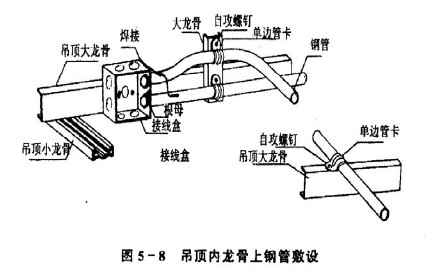 焊接
大龙骨
自攻螺钉
单边管卡
钢管
吊顶大龙骨
根母
接线盒
吊顶小龙骨
接线盒
自攻螺钉
单边管卡
吊顶大龙骨
图 5-8 吊顶内龙骨上钢管敷设